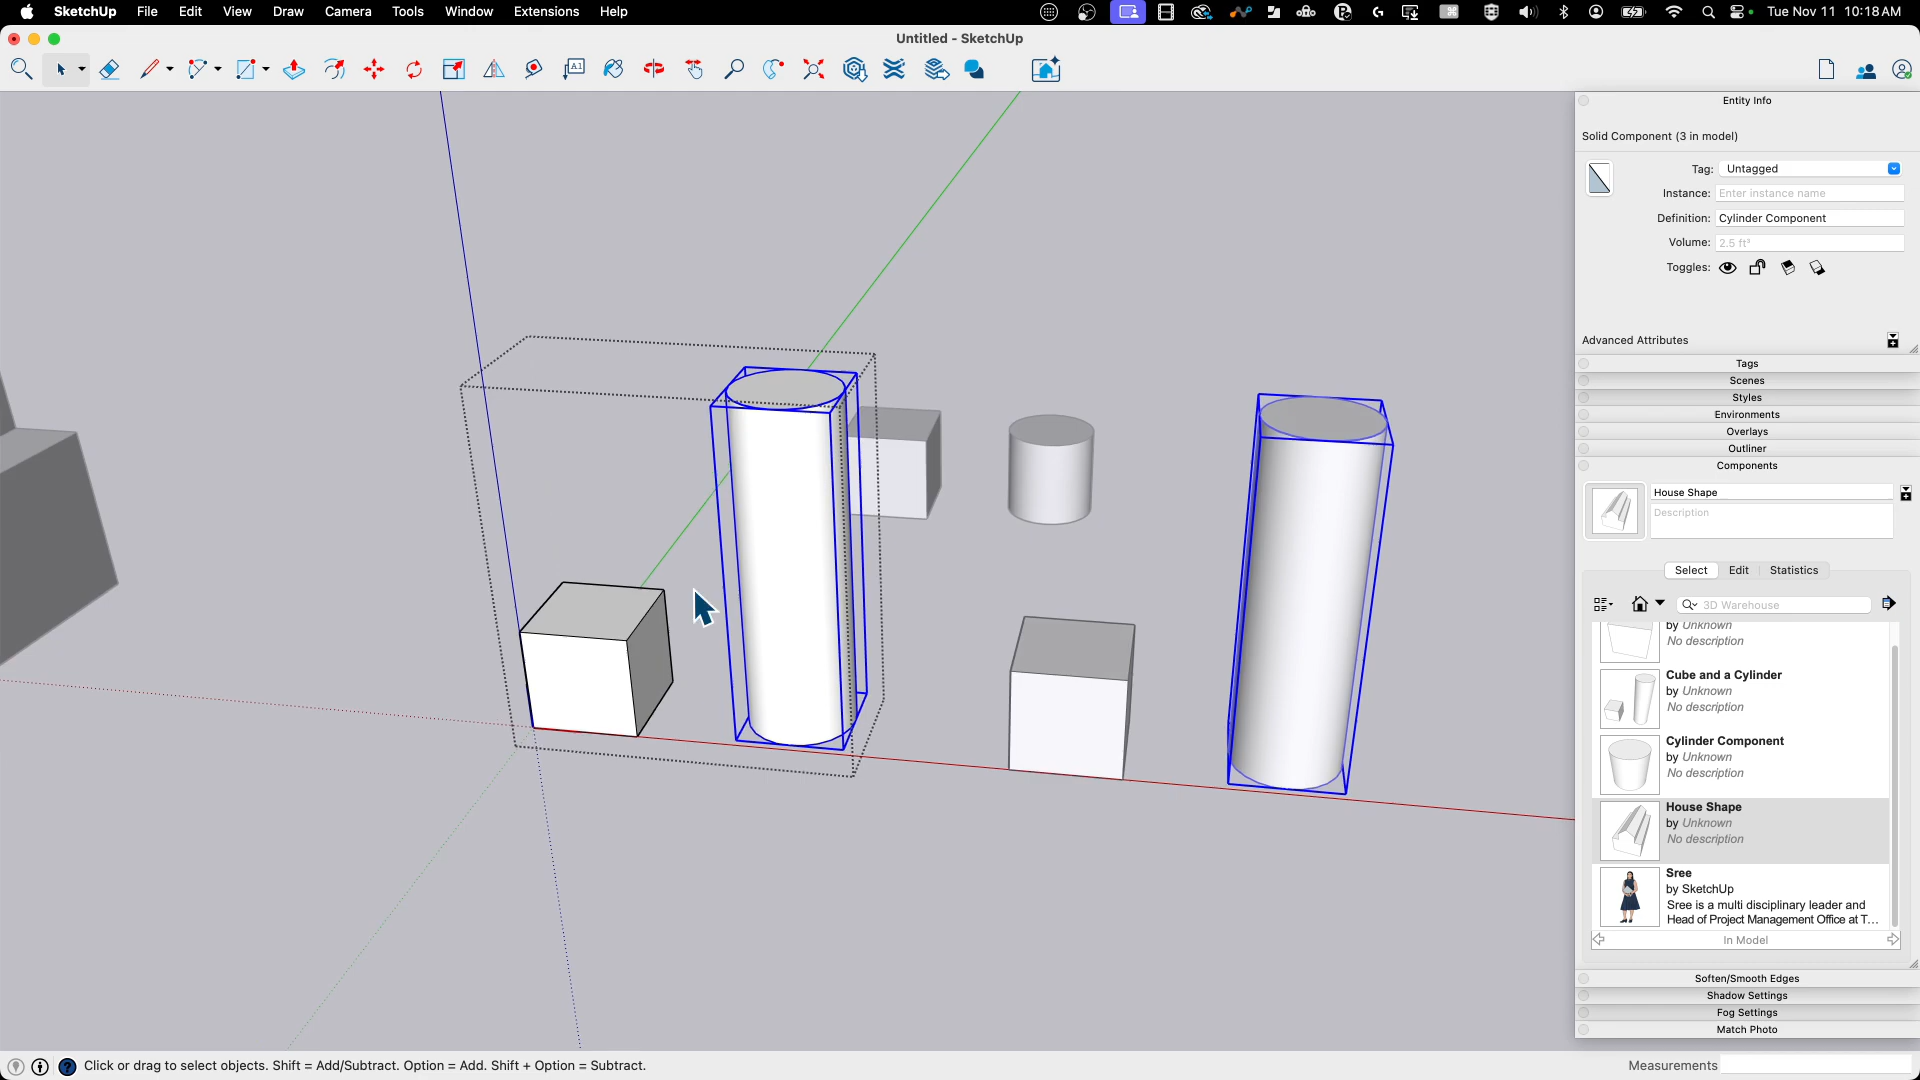 SketchUp File Edit View Draw Camera Tools Window Extensions Help
Tue Nov 11 10:18 AM
Untitled - SketchUp
A1
Entity Info
Solid Component (3 in model)
Tag: Untagged
Instance: Enter instance name
Definition: Cylinder Component
Volume: 2.5 ft³
Toggles:
Advanced Attributes
Tags
Scenes
Styles
Environments
Overlays
Outliner
Components
House Shape
Description
Select Edit Statistics
3D Warehouse
by Unknown
No description
Cube and a Cylinder
by Unknown
No description
Cylinder Component
by Unknown
No description
House Shape
by Unknown
No description
Sree
by SketchUp
Sree is a multi disciplinary leader and
Head of Project Management Office at T...
In Model
Soften/Smooth Edges
Shadow Settings
Fog Settings
Match Photo
Click or drag to select objects. Shift = Add/Subtract. Option = Add. Shift + Option = Subtract.
Measurements